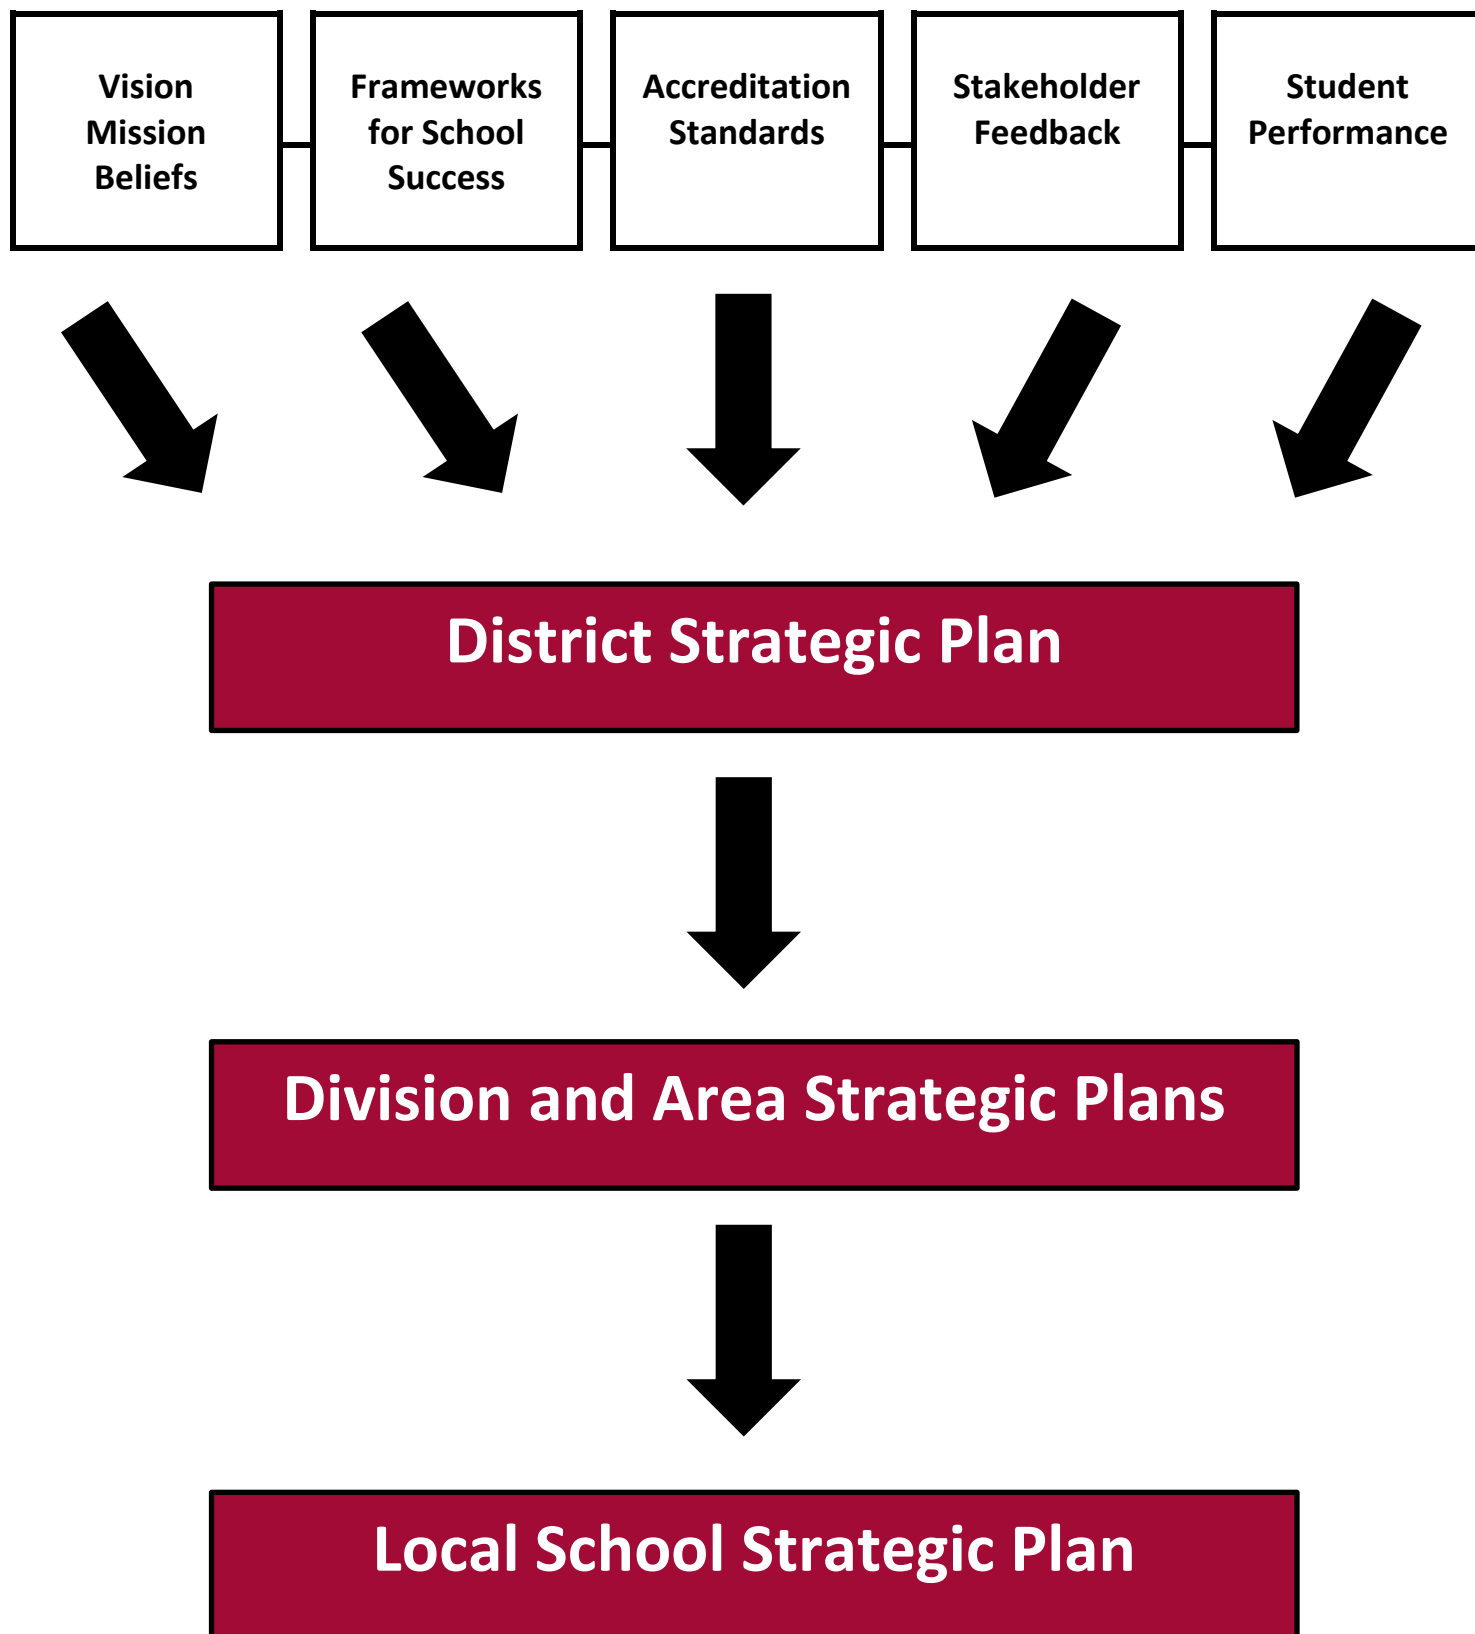 Vision
Mission
Beliefs
Frameworks
for School
Success
Accreditation
Standards
Stakeholder
Feedback
Student
Performance
District Strategic Plan
Division and Area Strategic Plans
Local School Strategic Plan